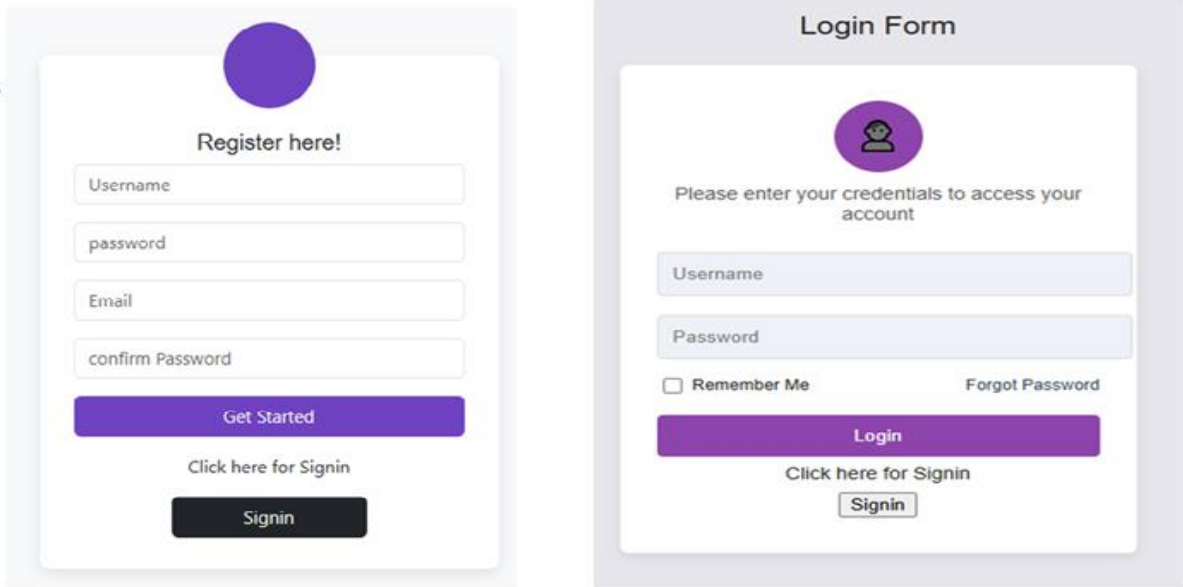 Register here!
Username
password
Email
confirm Password
Get Started
Click here for Signin
Signin
Login Form
Please enter your credentials to access your
account
Username
Password
Remember Me
Forgot Password
Login
Click here for Signin
Signin